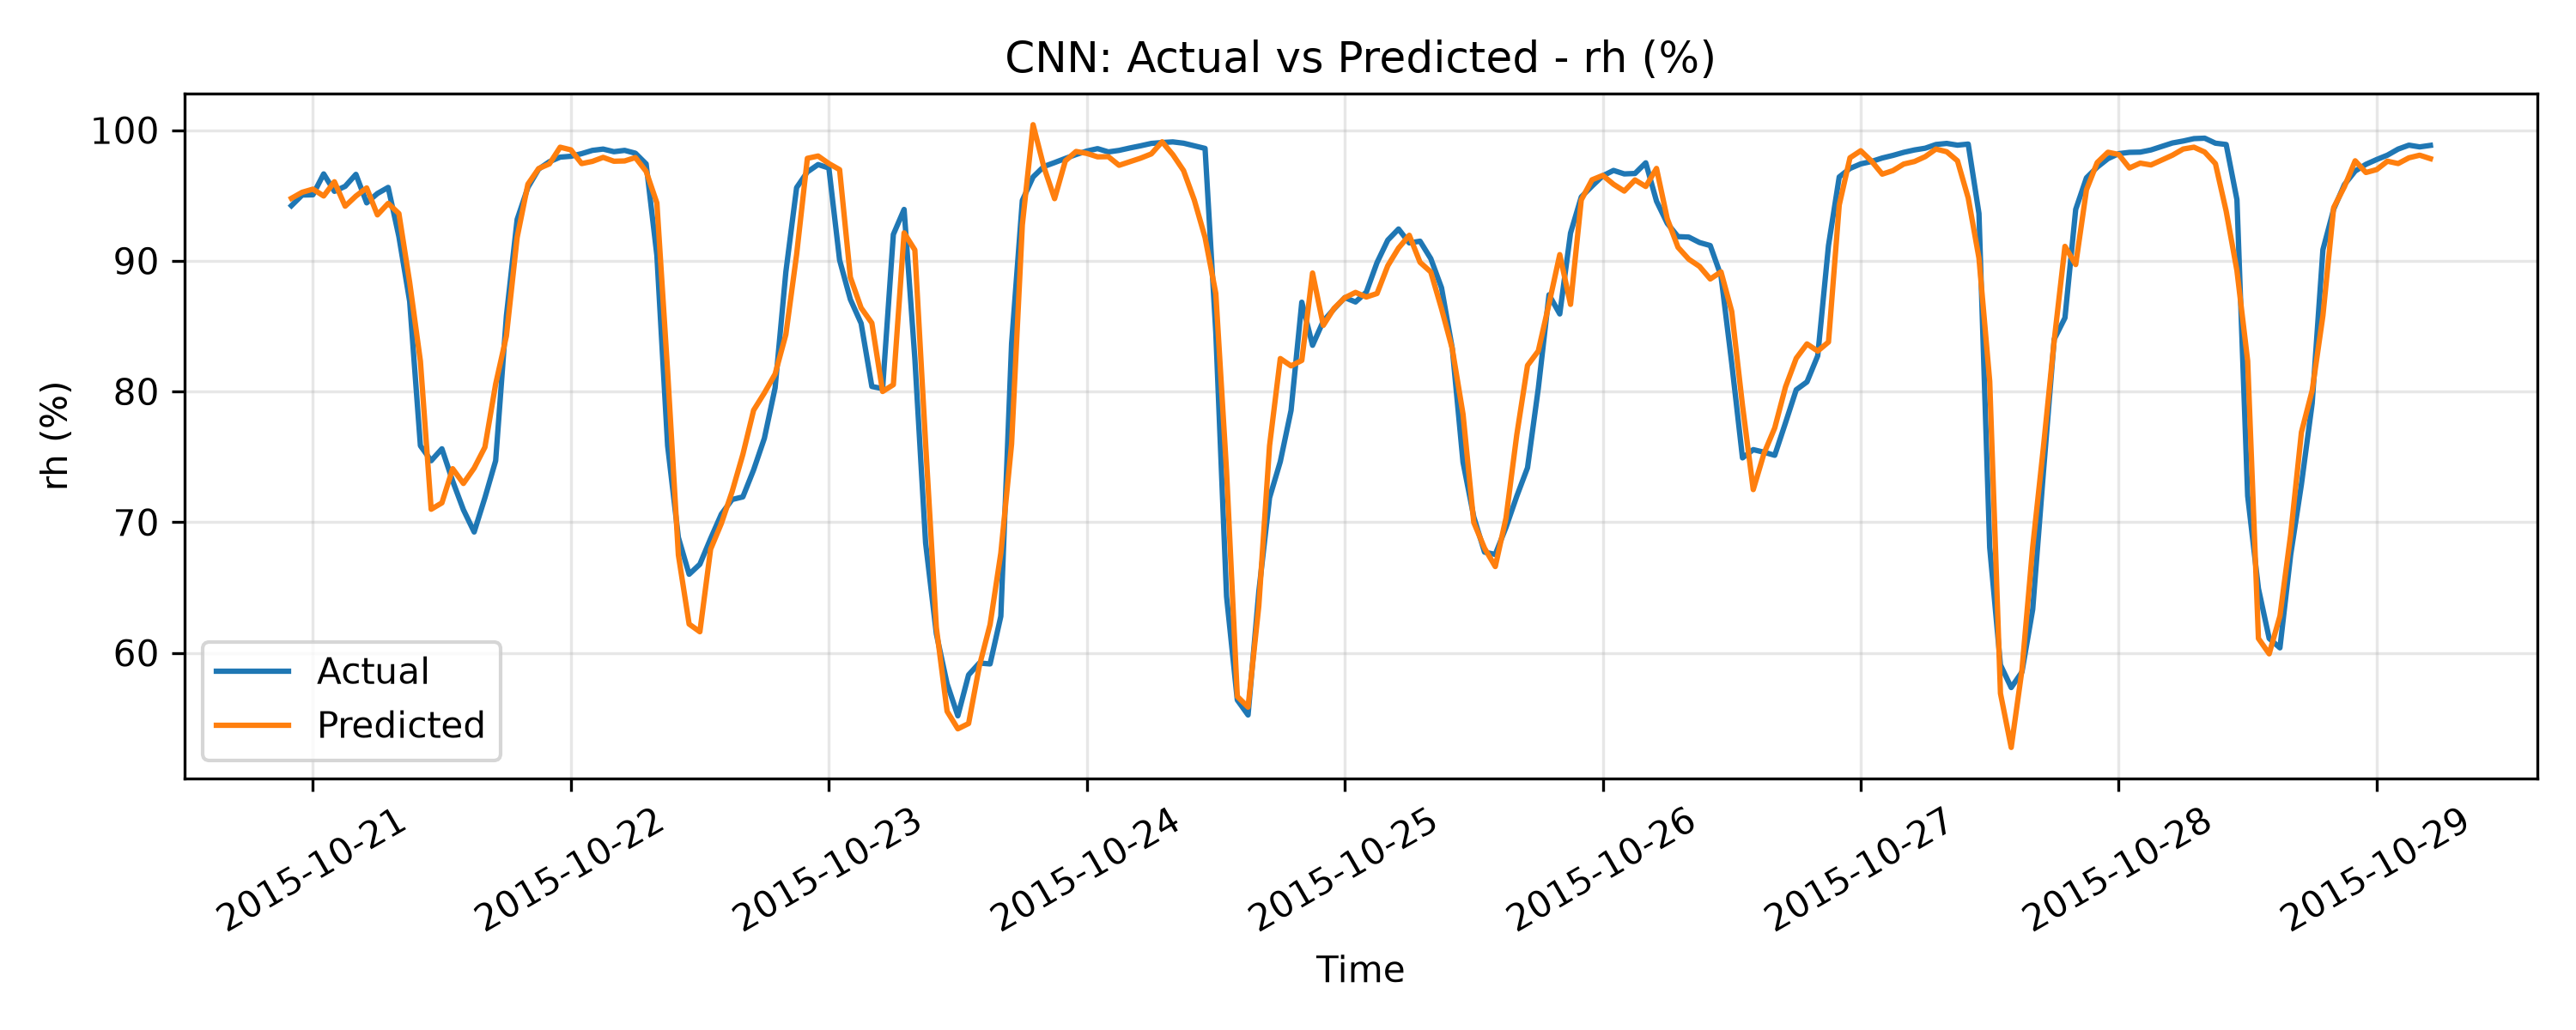 CNN: Actual vs Predicted - rh (%)
100
90
80
70
60
rh (%)
Actual
Predicted
2015-10-21
2015-10-22
2015-10-23
2015-10-24
2015-10-25
2015-10-26
2015-10-27
2015-10-28
2015-10-29
Time